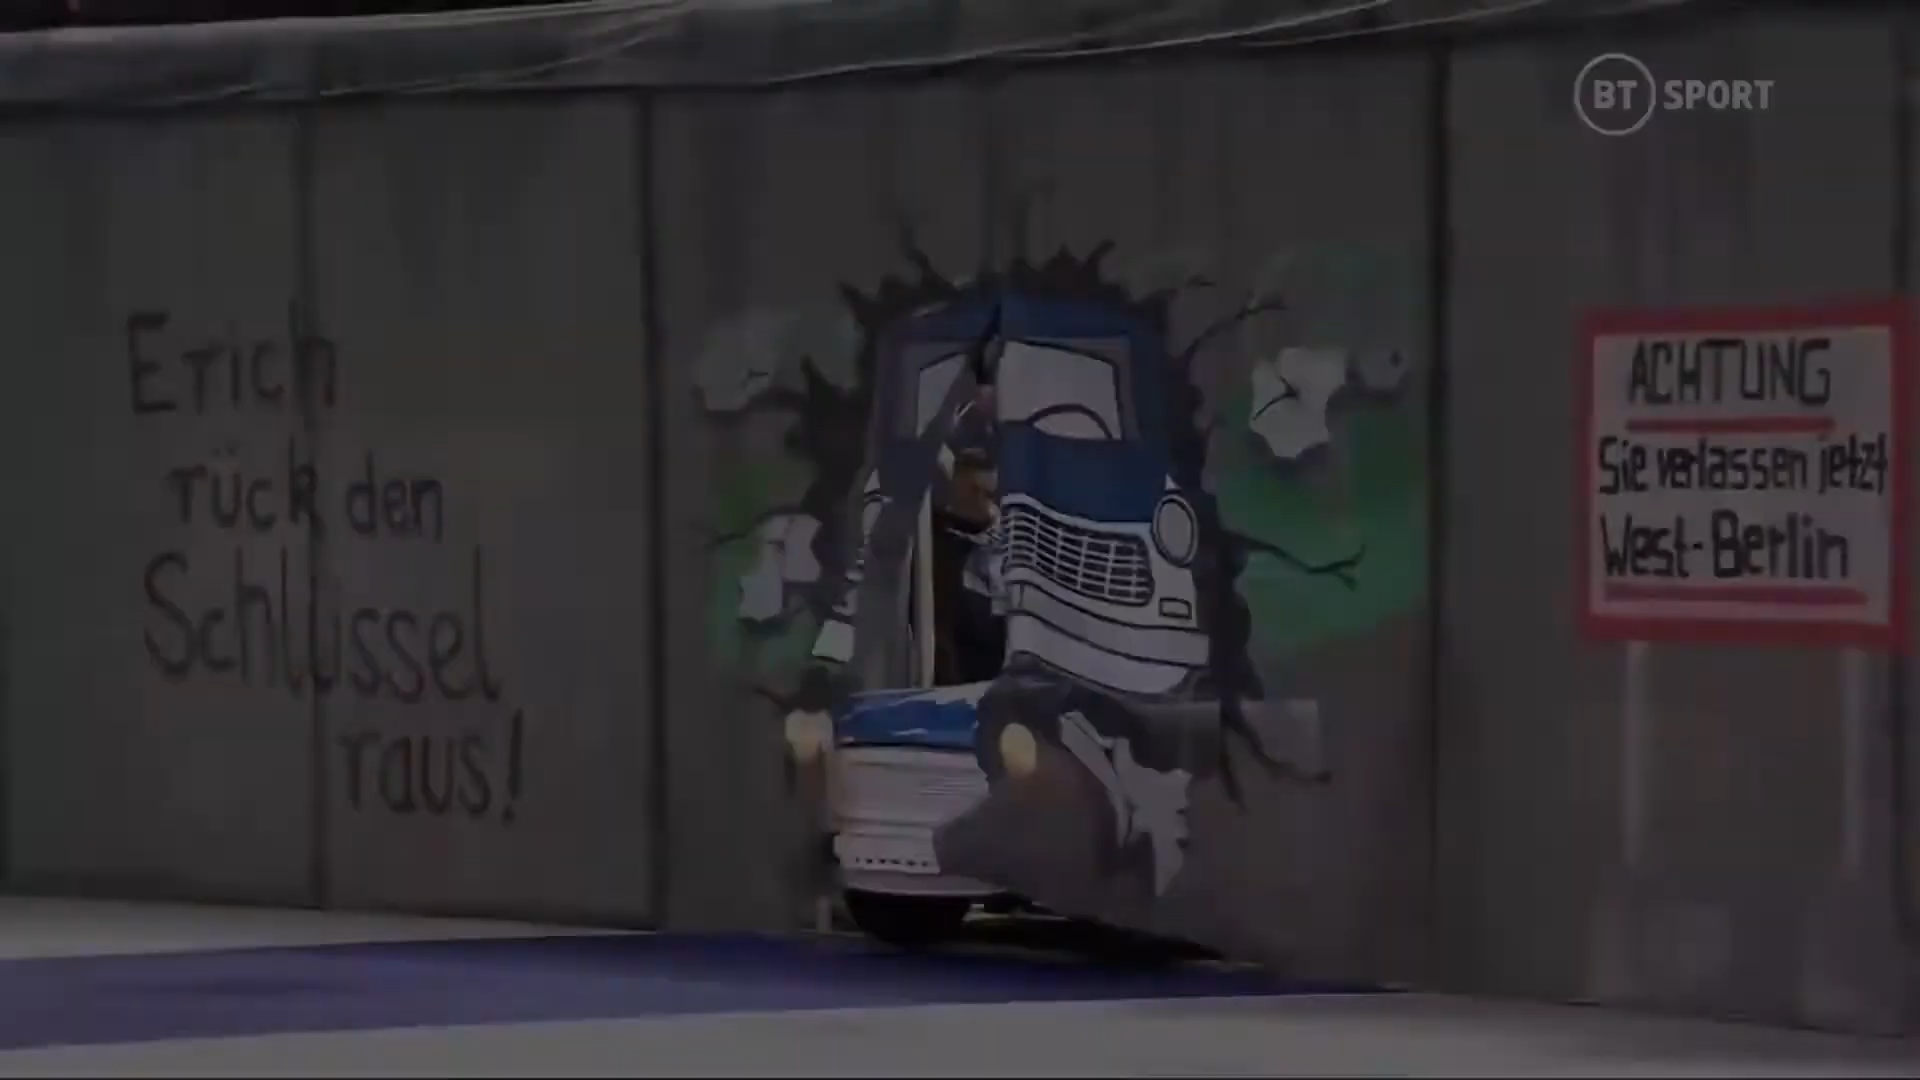 BT SPORT
Erich
rück den
Schlüssel
raus!
ACHTUNG
Sie verlassen jetzt
West-Berlin